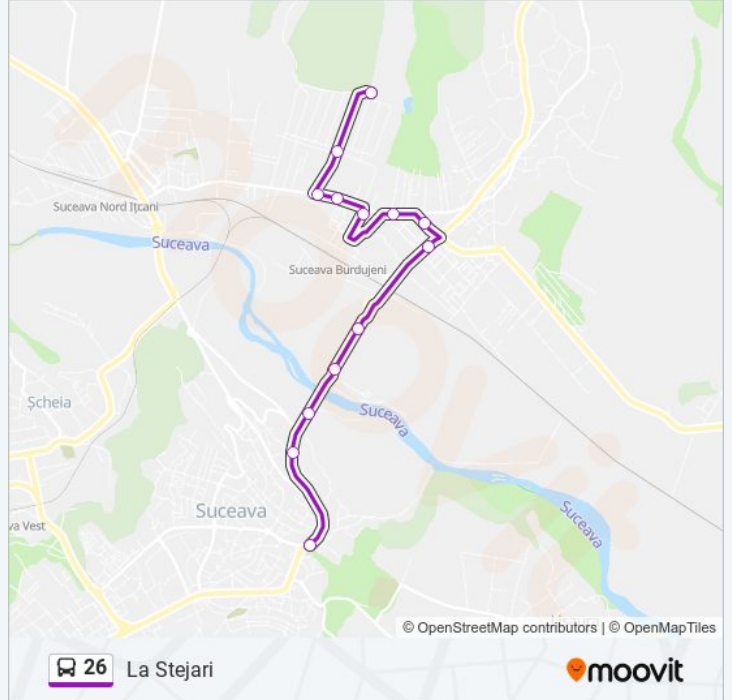 Suceava Nord Ițcani
Suceava
Suceava Burdujeni
Șcheia
Suceava
Suceava
va Vest
Suceava
© OpenStreetMap contributors | © OpenMapTiles
26 La Stejari
moovit